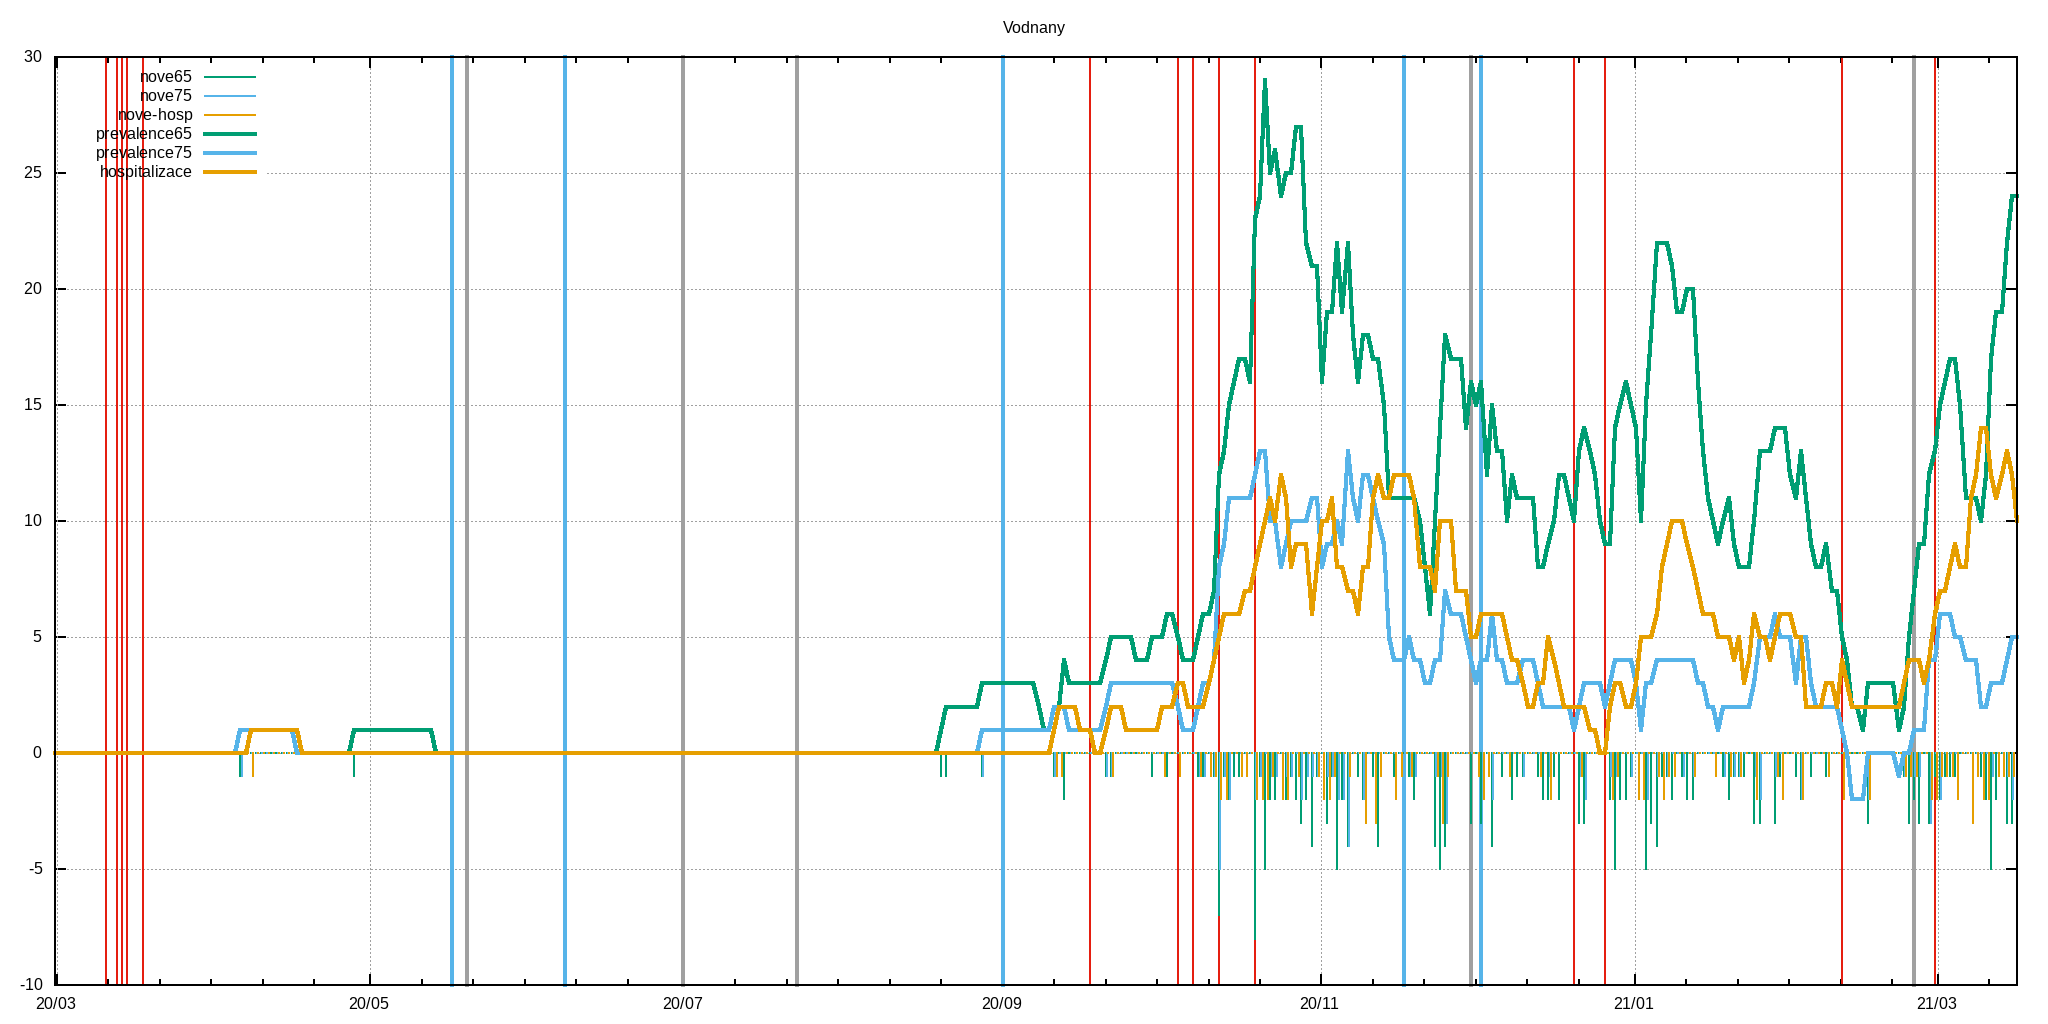 Vodnany
30
25
20
15
10
5
0
-5
-10
nove65
nove75
nove-hosp
prevalence65
prevalence75
hospitalizace
20/03 20/05 20/07 20/09 20/11 21/01 21/03